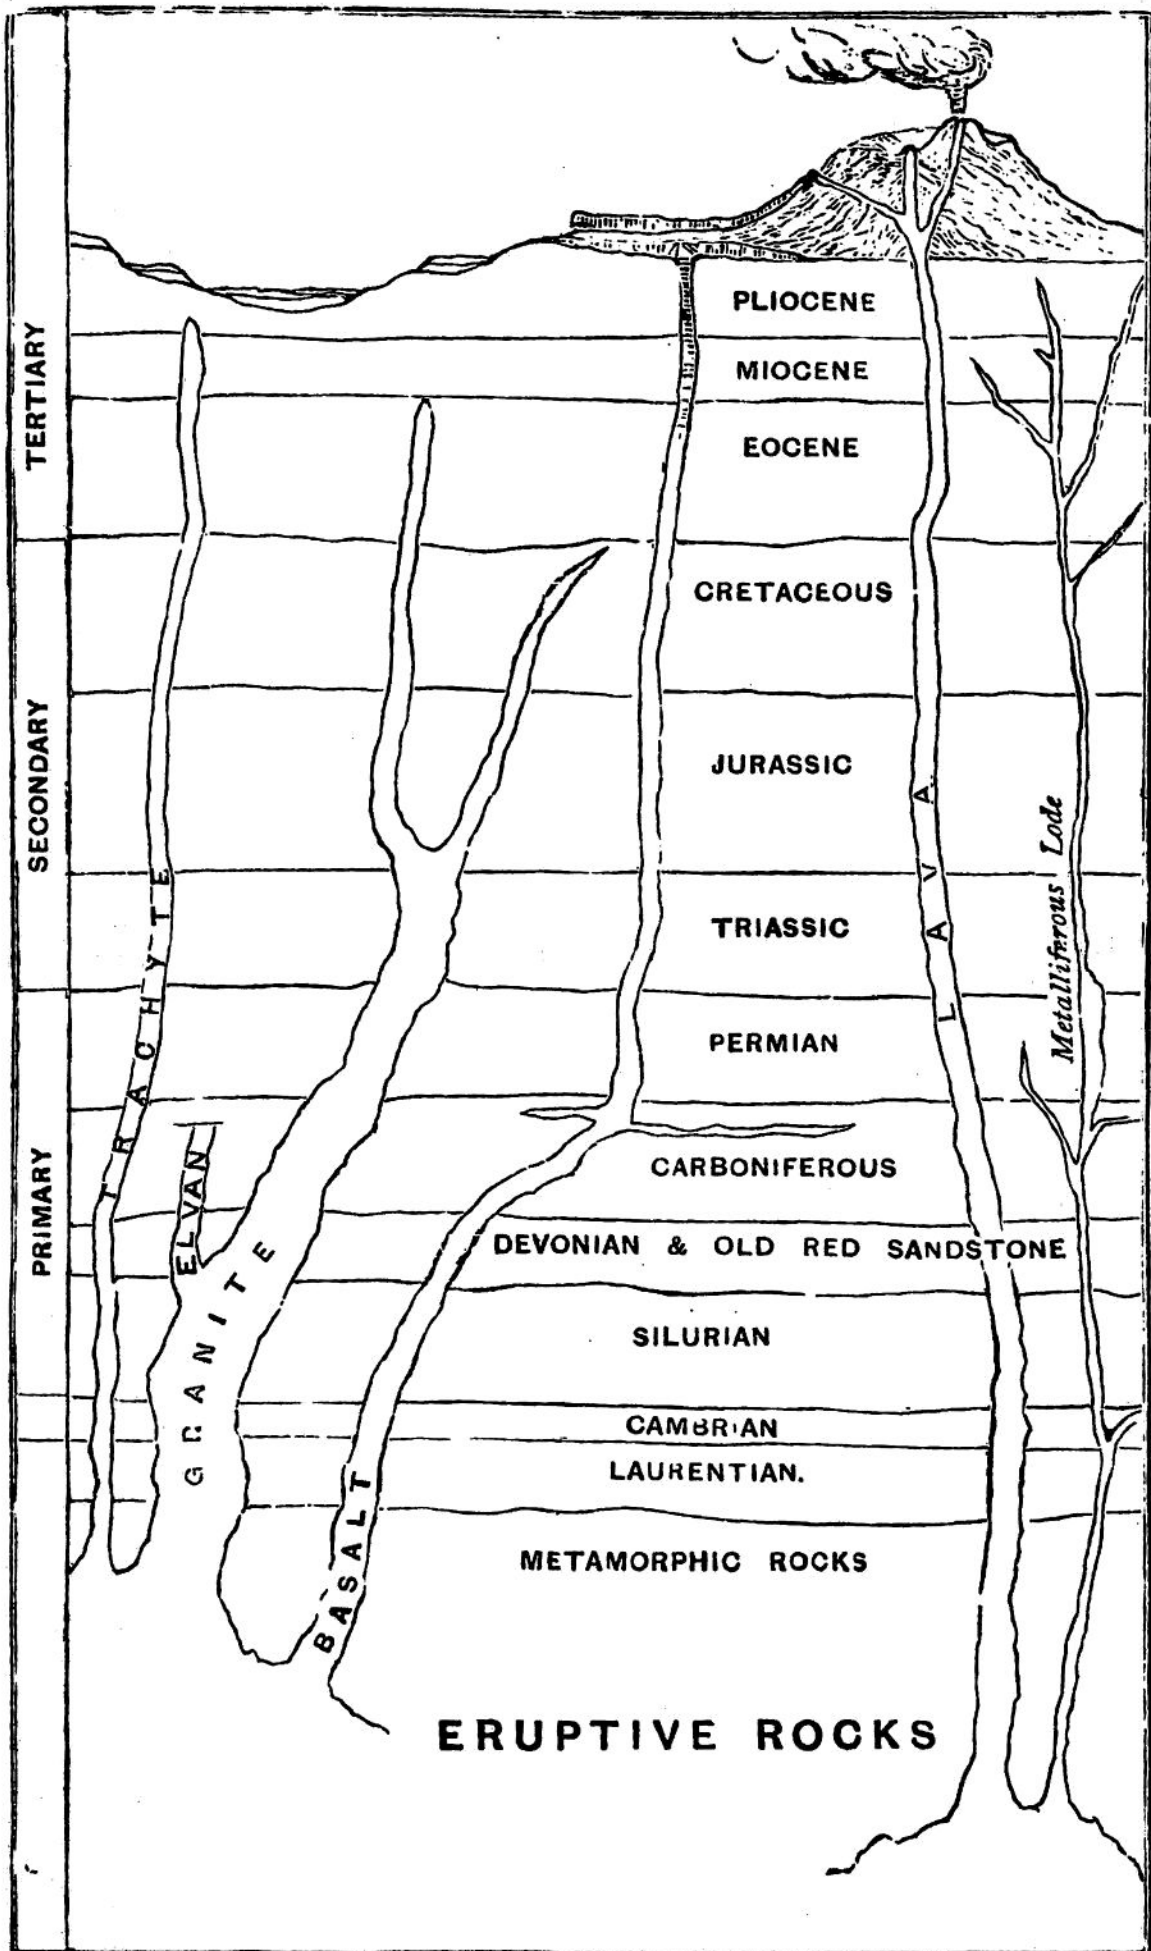 TERTIARY
PLIOCENE
MIOCENE
EOCENE
SECONDARY
CRETACEOUS
JURASSIC
TRIASSIC
PRIMARY
PERMIAN
CARBONIFEROUS
DEVONIAN & OLD RED SANDSTONE
SILURIAN
CAMBRIAN
LAURENTIAN.
METAMORPHIC ROCKS
ERUPTIVE ROCKS
TRACHYTE
ELVAN
GRANITE
BASALT
LAVA
Metalliferous Lode